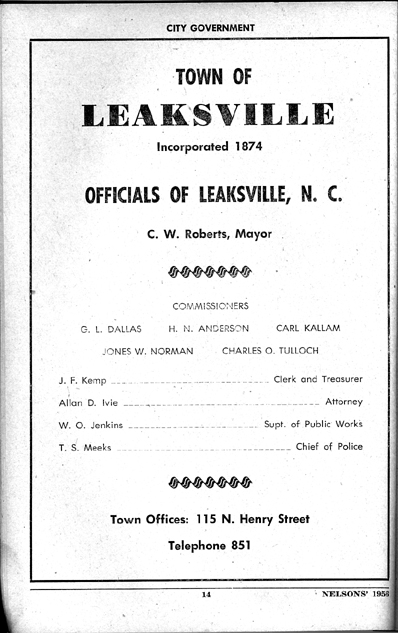 CITY GOVERNMENT
TOWN OF
LEAKSVILLE
Incorporated 1874
OFFICIALS OF LEAKSVILLE, N. C.
C. W. Roberts, Mayor
COMMISSIONERS
G. L. DALLAS H. N. ANDERSON CARL KALLAM
JONES W. NORMAN CHARLES O. TULLOCH
J. F. Kemp Clerk and Treasurer
Allan D. Ivie Attorney
W. O. Jenkins Supt. of Public Works
T. S. Meeks Chief of Police
Town Offices: 115 N. Henry Street
Telephone 851
14 NELSONS'